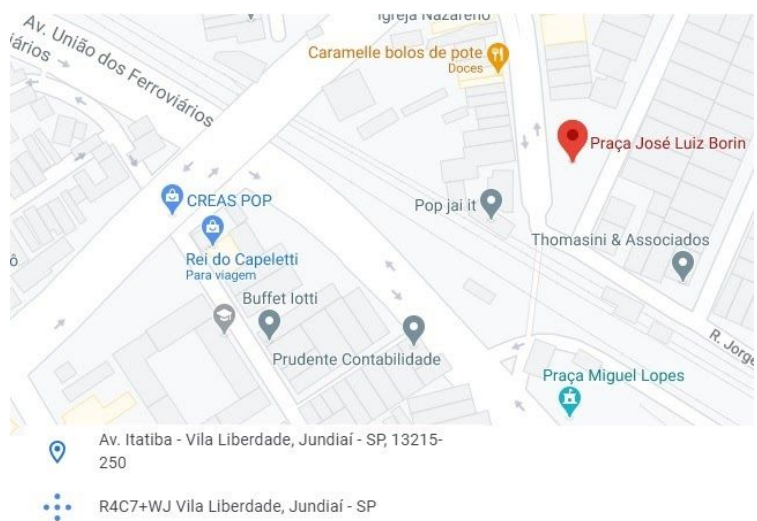 Igreja Nazareno
Av. União dos Ferroviários
ários
Caramelle bolos de pote
Doces
Praça José Luiz Borin
CREAS POP
Pop jai it
Rei do Capeletti
Para viagem
Thomasini & Associados
ô
Buffet Iotti
Prudente Contabilidade
R. Jorge
Praça Miguel Lopes
Av. Itatiba - Vila Liberdade, Jundiaí - SP, 13215-
250
R4C7+WJ Vila Liberdade, Jundiaí - SP